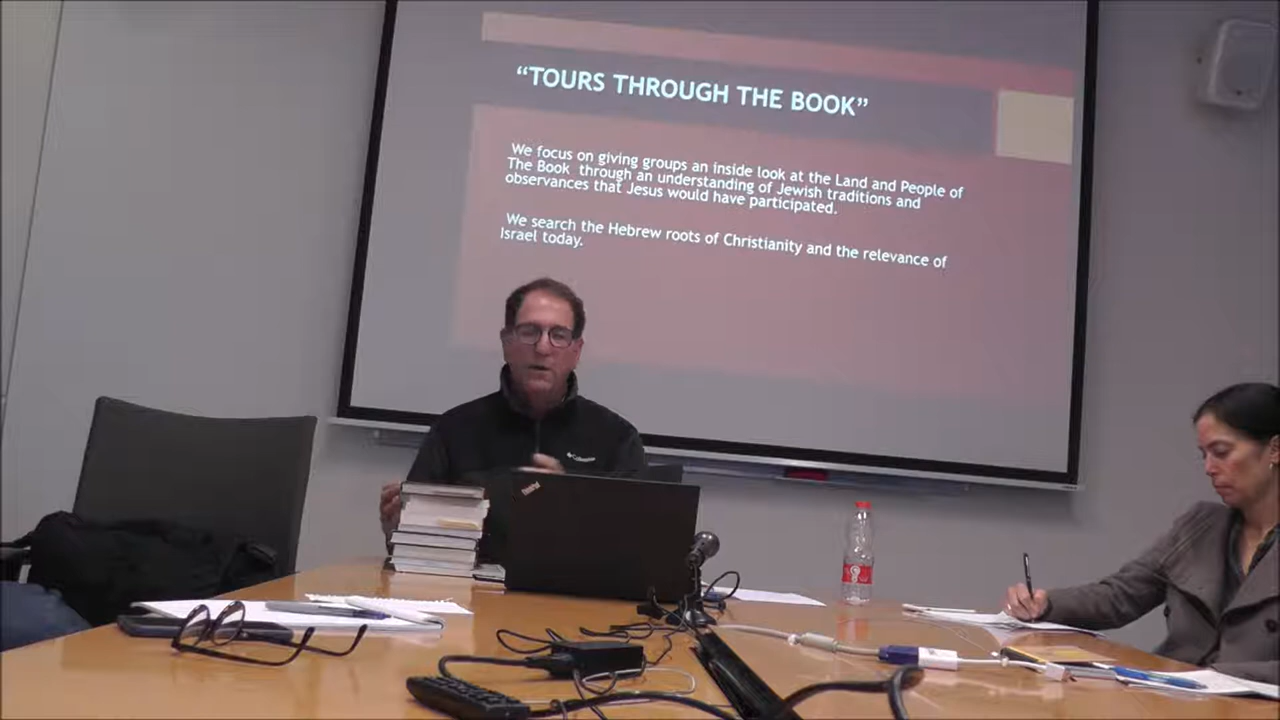 “TOURS THROUGH THE BOOK”
We focus on giving groups an inside look at the Land and People of
The Book through an understanding of Jewish traditions and
observances that Jesus would have participated.
We search the Hebrew roots of Christianity and the relevance of
Israel today.
Columbia
ThinkPad